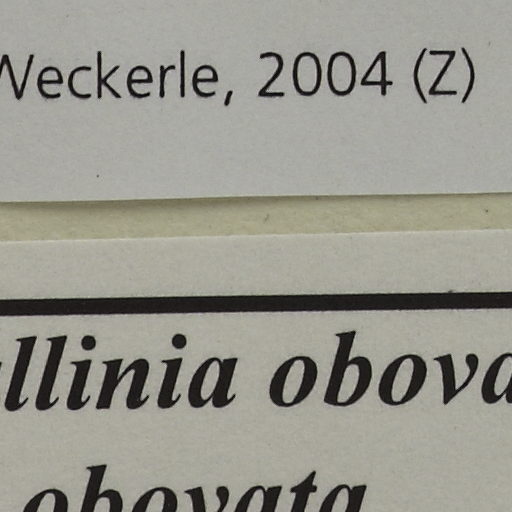 Weckerle, 2004 (Z)
llinia obova
obovata